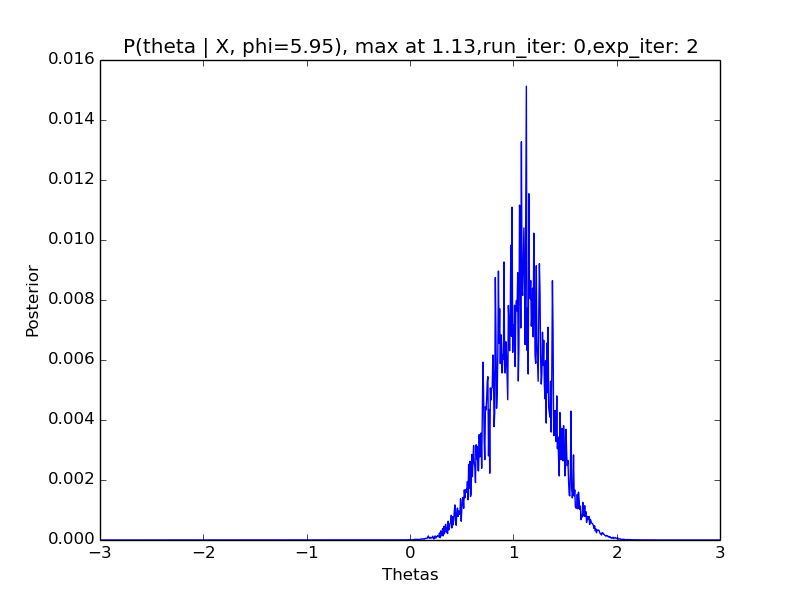 P(theta | X, phi=5.95), max at 1.13,run_iter: 0,exp_iter: 2
0.016
0.014
0.012
0.010
0.008
0.006
0.004
0.002
0.000
Posterior
−3 −2 −1 0 1 2 3
Thetas